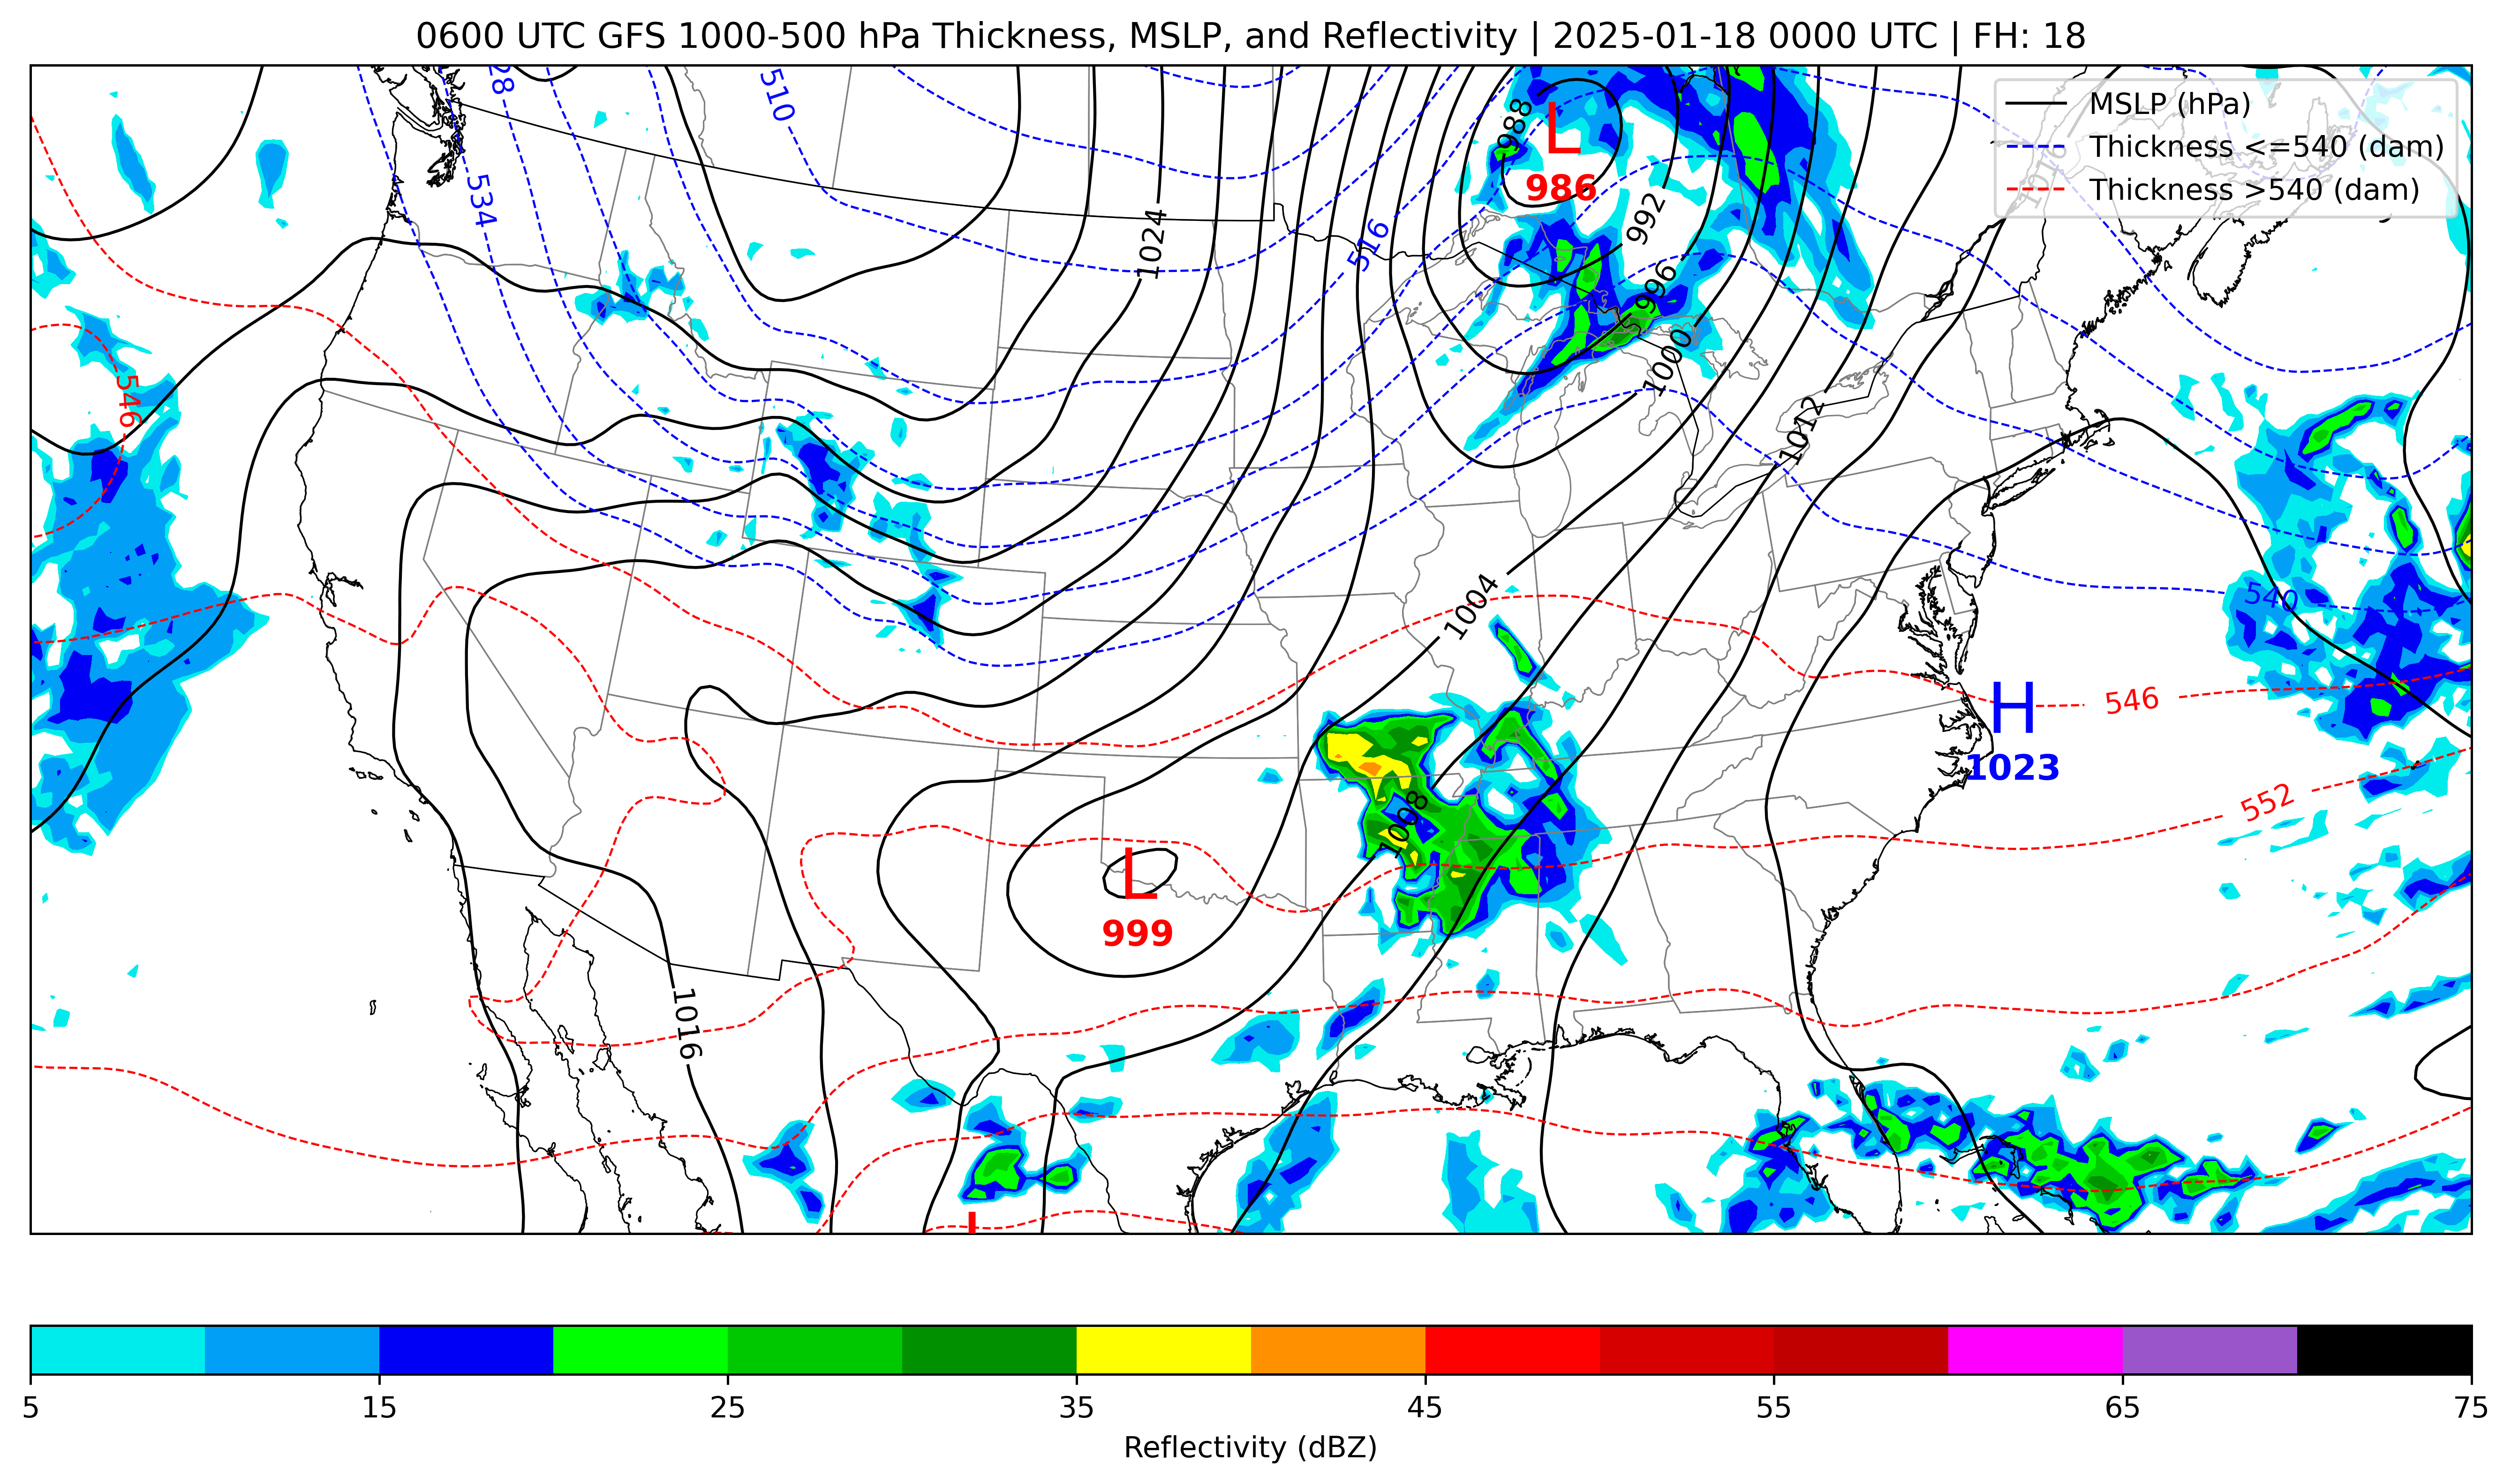 0600 UTC GFS 1000-500 hPa Thickness, MSLP, and Reflectivity | 2025-01-18 0000 UTC | FH: 18
MSLP (hPa)
Thickness <=540 (dam)
Thickness >540 (dam)
28
510
988
L
986
1016
534
1024
516
992
996
546
1000
1012
1004
540
546
H
1023
552
1008
L
999
1016
L
5 15 25 35 45 55 65 75
Reflectivity (dBZ)